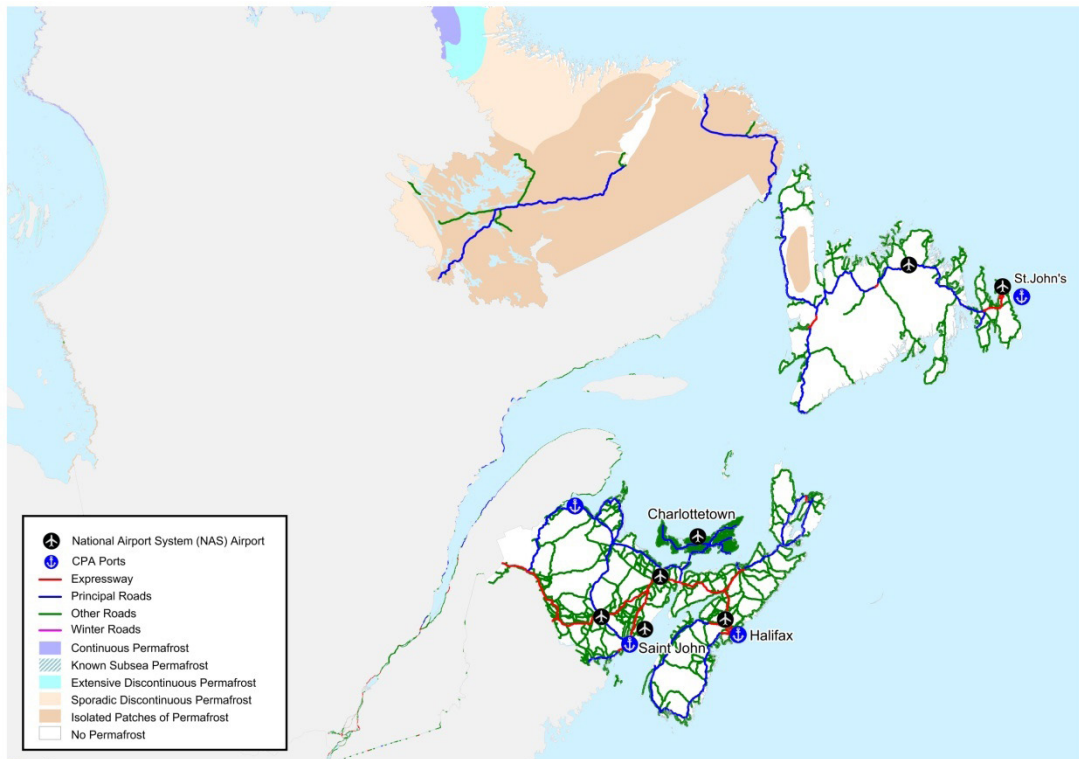 St.John's
Charlottetown
Halifax
Saint John
National Airport System (NAS) Airport
CPA Ports
Expressway
Principal Roads
Other Roads
Winter Roads
Continuous Permafrost
Known Subsea Permafrost
Extensive Discontinuous Permafrost
Sporadic Discontinuous Permafrost
Isolated Patches of Permafrost
No Permafrost